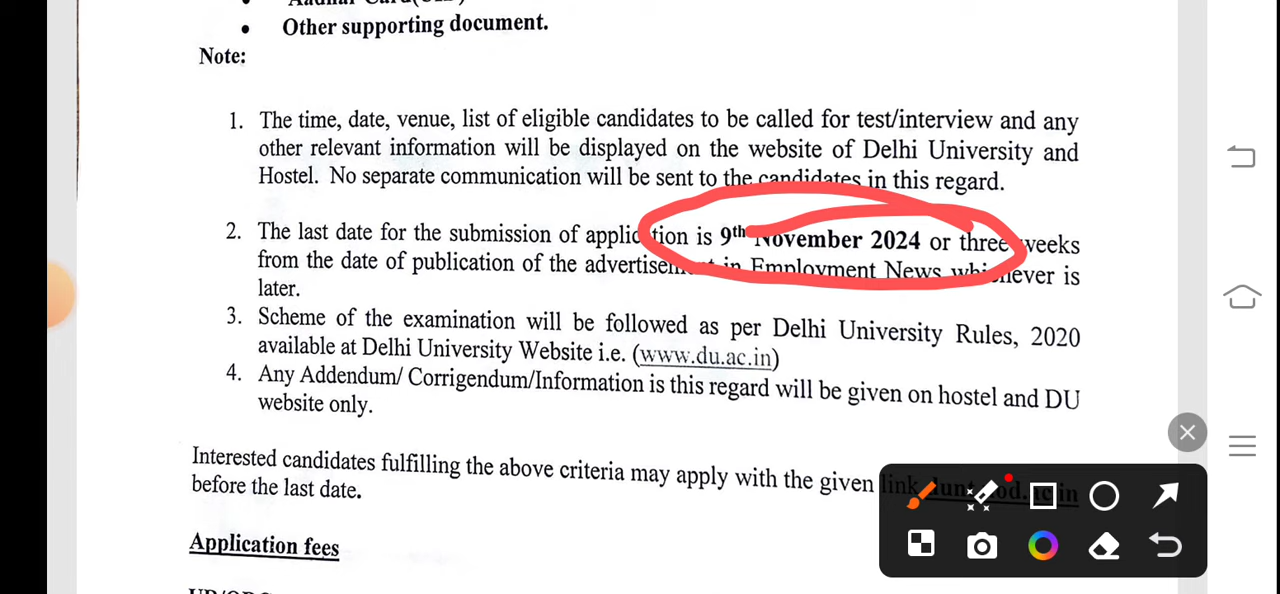 • Other supporting document.
Note:
1. The time, date, venue, list of eligible candidates to be called for test/interview and any
other relevant information will be displayed on the website of Delhi University and
Hostel. No separate communication will be sent to the candidates in this regard.
2. The last date for the submission of application is 9th November 2024 or three weeks
from the date of publication of the advertisement in Employment News whichever is
later.
3. Scheme of the examination will be followed as per Delhi University Rules, 2020
available at Delhi University Website i.e. (www.du.ac.in)
4. Any Addendum/ Corrigendum/Information is this regard will be given on hostel and DU
website only.
Interested candidates fulfilling the above criteria may apply with the given link
before the last date.
Application fees